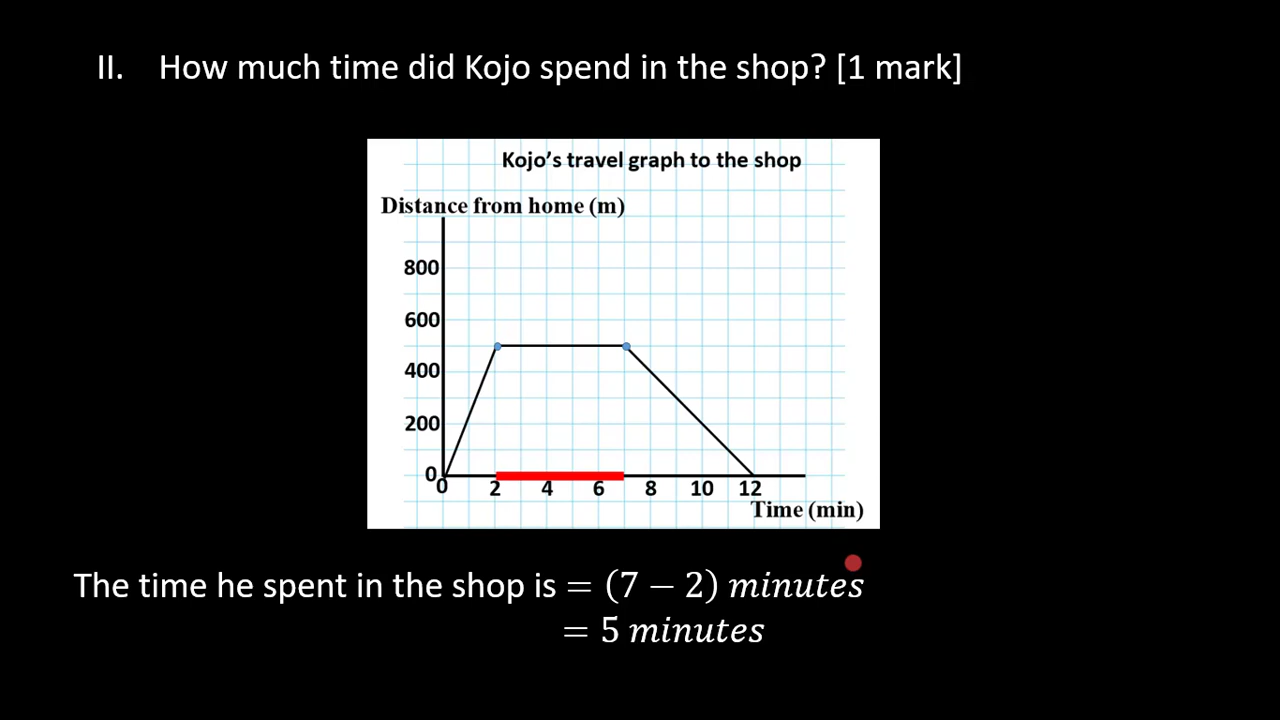 II. How much time did Kojo spend in the shop? [1 mark]
Kojo’s travel graph to the shop
Distance from home (m)
800
600
400
200
0
0 2 4 6 8 10 12
Time (min)
The time he spent in the shop is = (7 − 2) minutes
= 5 minutes